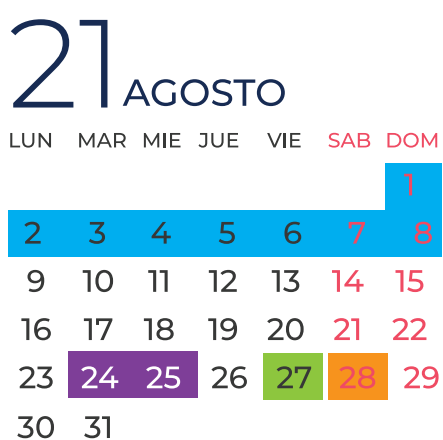 21 AGOSTO
LUN MAR MIE JUE VIE SAB DOM
1
2 3 4 5 6 7 8
9 10 11 12 13 14 15
16 17 18 19 20 21 22
23 24 25 26 27 28 29
30 31